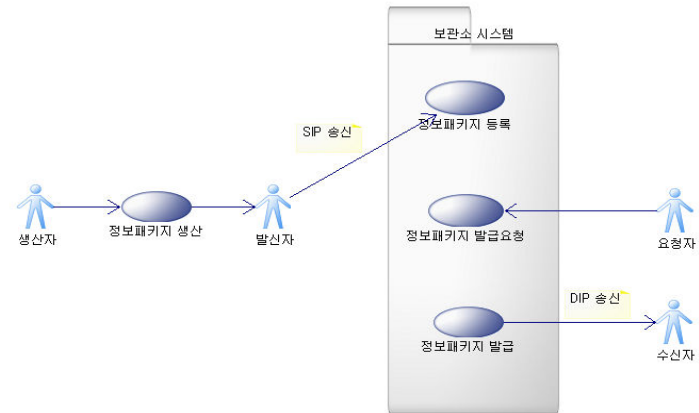 보관소 시스템
정보패키지 등록
SIP 송신
생산자
정보패키지 생산
발신자
정보패키지 발급요청
요청자
DIP 송신
정보패키지 발급
수신자